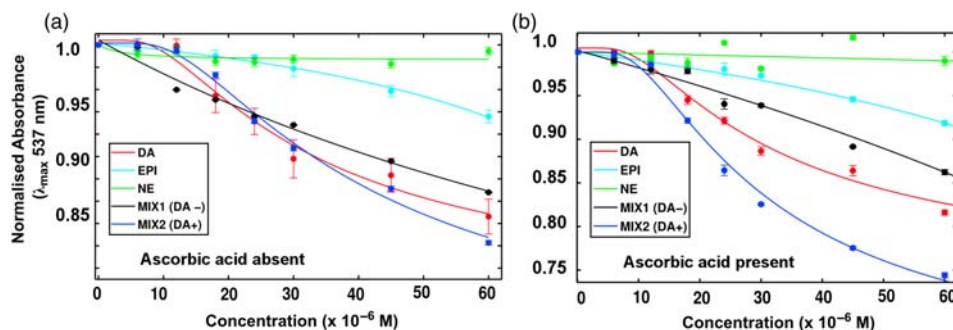 (a)
Normalised Absorbance
(λmax 537 nm)
1.0
0.95
0.90
0.85
DA
EPI
NE
MIX1 (DA −)
MIX2 (DA+)
Ascorbic acid absent
0 10 20 30 40 50 60
Concentration (x 10⁻⁶ M)
(b)
1.0
0.95
0.90
0.85
0.80
0.75
DA
EPI
NE
MIX1 (DA−)
MIX2 (DA+)
Ascorbic acid present
0 10 20 30 40 50 60
Concentration (x 10⁻⁶ M)